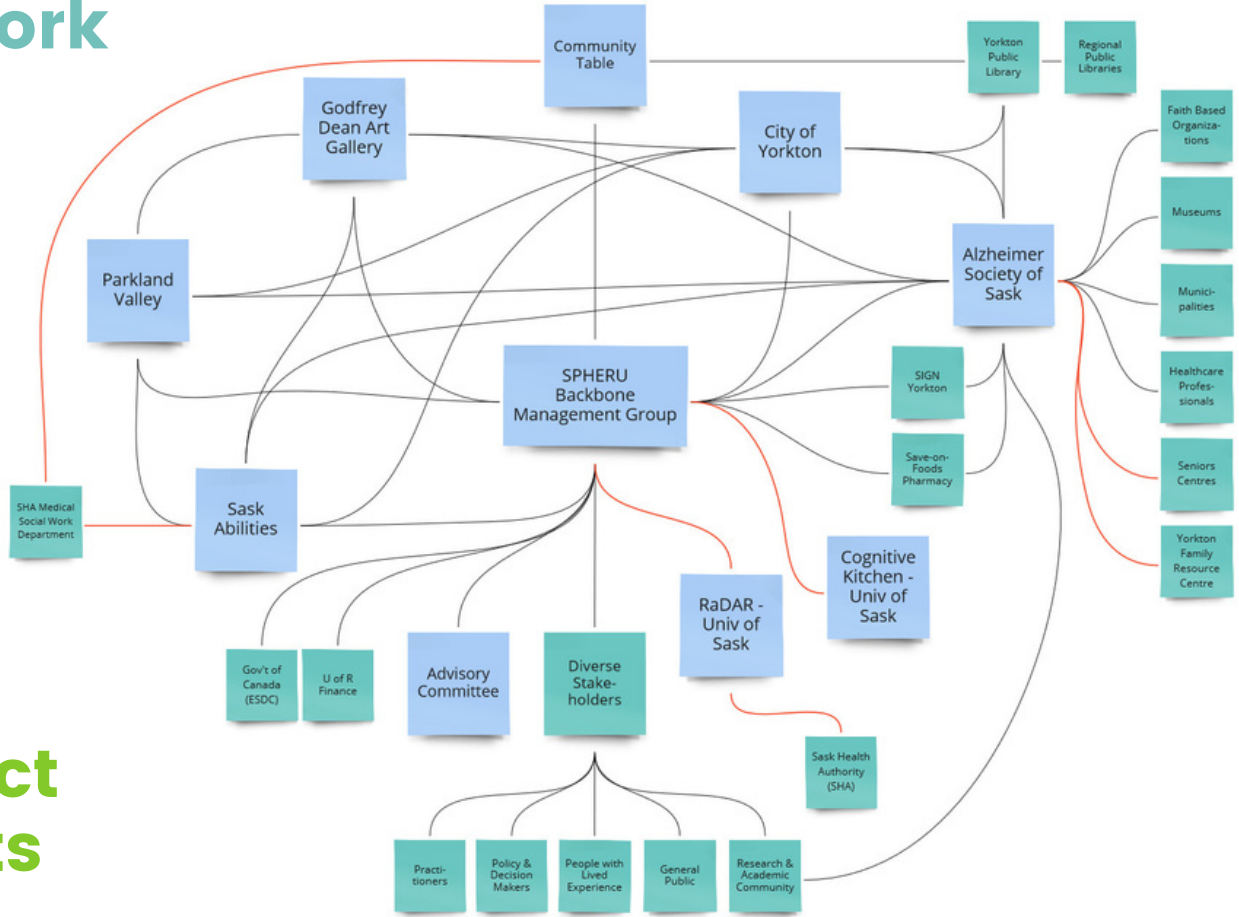 ork
Community
Table
Yorkton
Public
Library
Regional
Public
Libraries
Godfrey
Dean Art
Gallery
City of
Yorkton
Faith Based
Organiza-
tions
Museums
Parkland
Valley
Alzheimer
Society of
Sask
Munici-
palities
SPHERU
Backbone
Management Group
SIGN
Yorkton
Healthcare
Profes-
sionals
Save-on-
Foods
Pharmacy
Seniors
Centres
SHA Medical
Social Work
Department
Sask
Abilities
Yorkton
Family
Resource
Centre
Cognitive
Kitchen -
Univ of
Sask
RaDAR -
Univ of
Sask
Gov't of
Canada
(ESDC)
U of R
Finance
Advisory
Committee
Diverse
Stake-
holders
Sask Health
Authority
(SHA)
ct
ts
Practi-
tioners
Policy &
Decision
Makers
People with
Lived
Experience
General
Public
Research &
Academic
Community